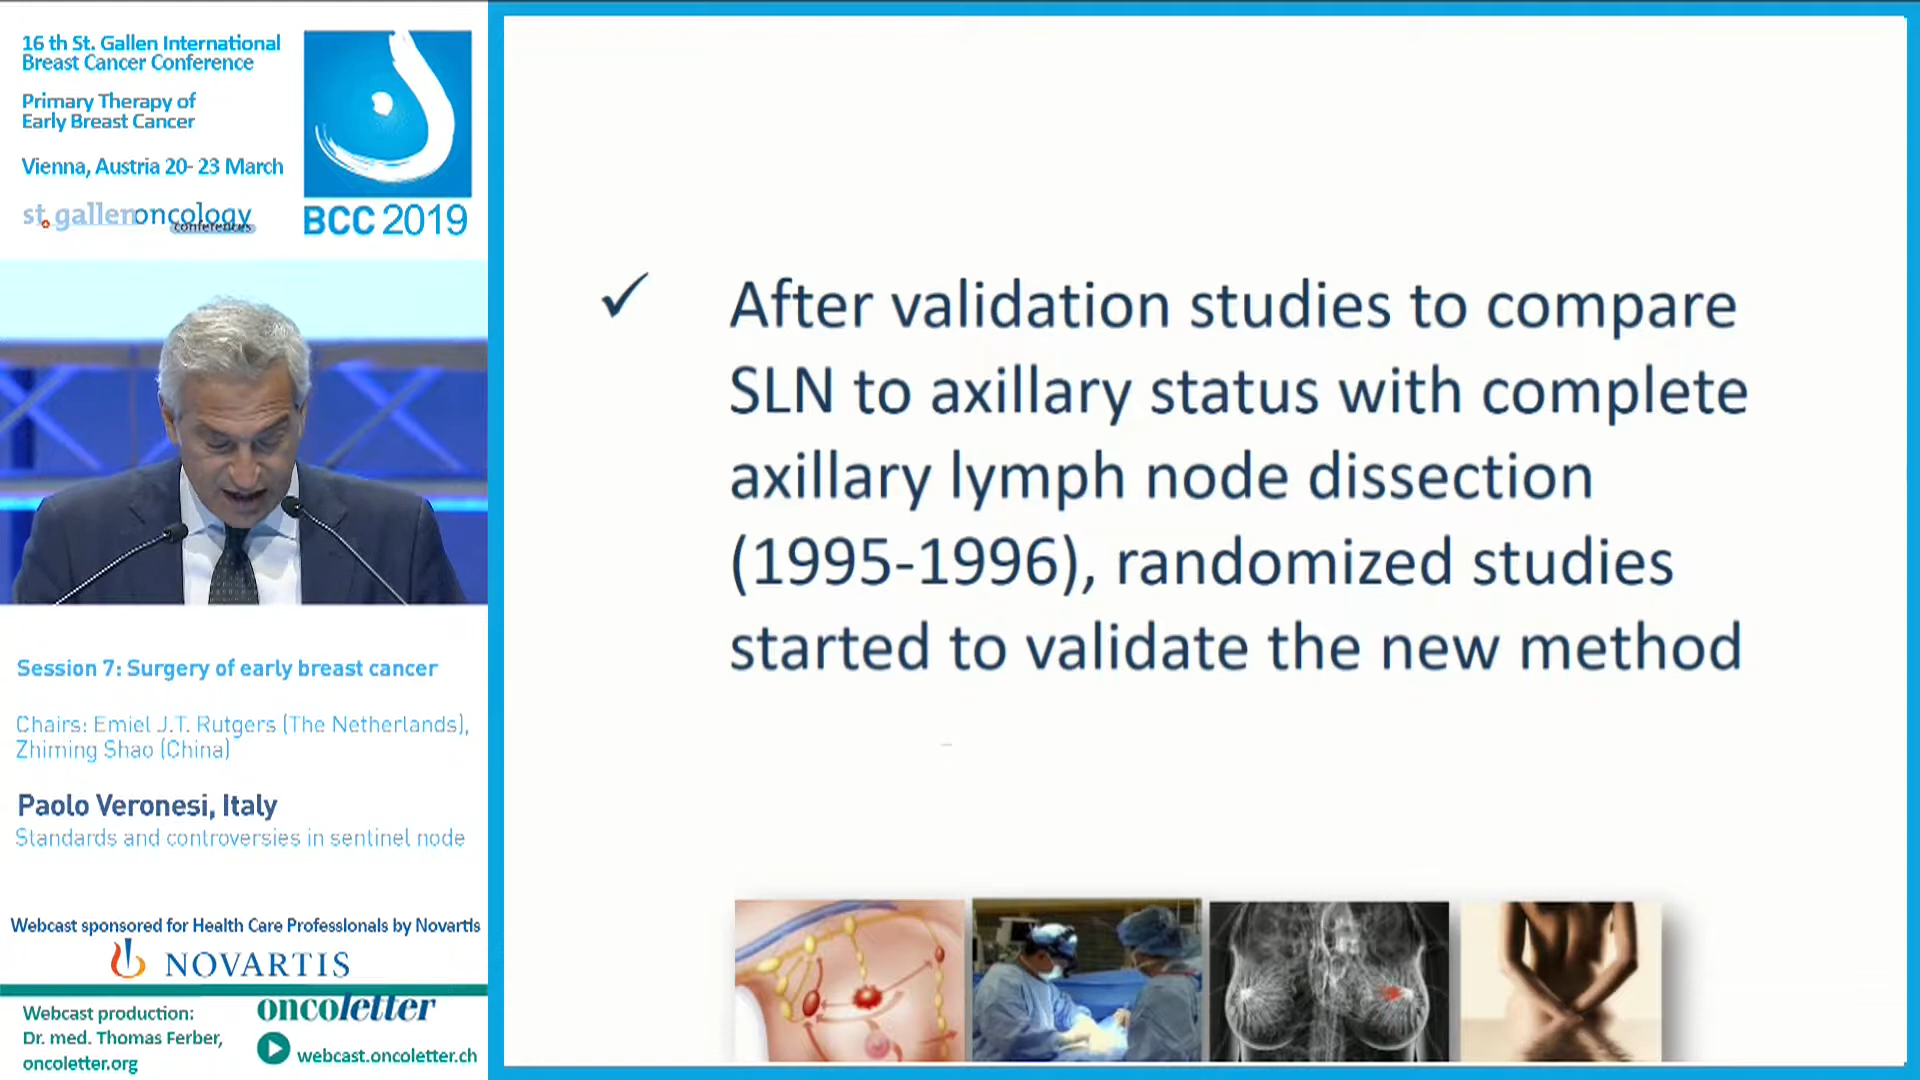 16 th St. Gallen International
Breast Cancer Conference
Primary Therapy of
Early Breast Cancer
Vienna, Austria 20- 23 March
st.gallenoncology
conferences
BCC 2019
Session 7: Surgery of early breast cancer
Chairs: Emiel J.T. Rutgers (The Netherlands),
Zhiming Shao (China)
Paolo Veronesi, Italy
Standards and controversies in sentinel node
Webcast sponsored for Health Care Professionals by Novartis
NOVARTIS
Webcast production:
Dr. med. Thomas Ferber,
oncoletter.org
oncoletter
webcast.oncoletter.ch
✓ After validation studies to compare
SLN to axillary status with complete
axillary lymph node dissection
(1995-1996), randomized studies
started to validate the new method